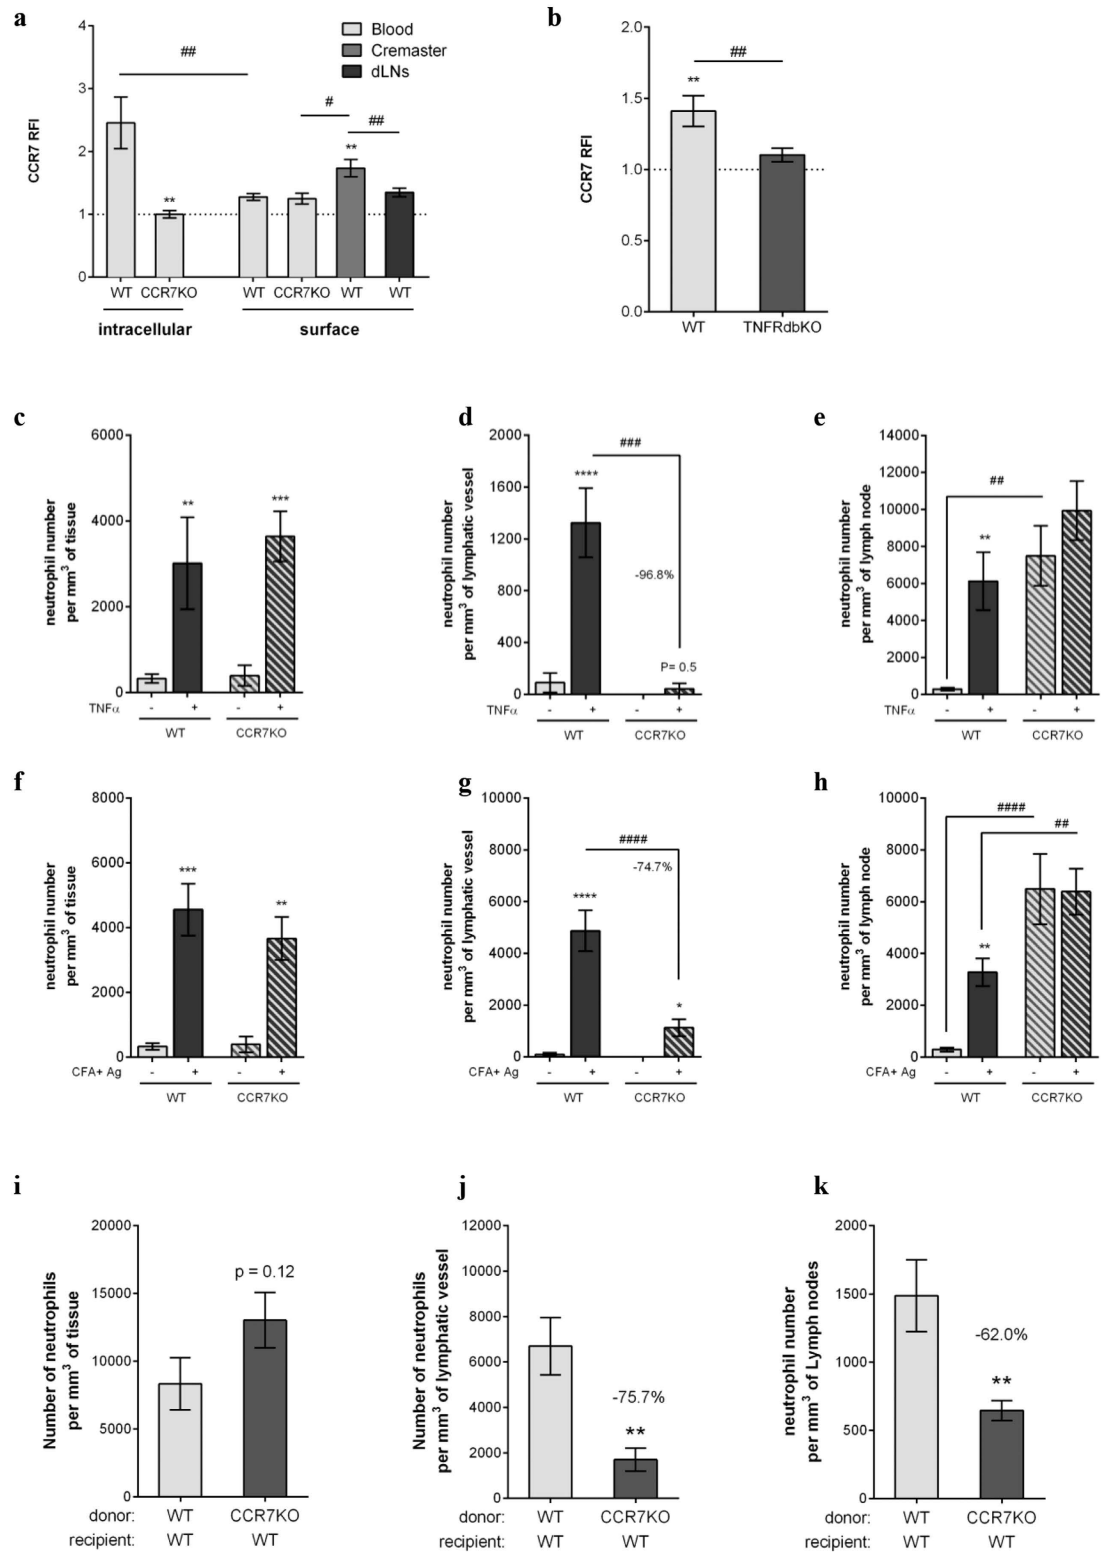 a
4
3
2
1
0
CCR7 RFI
Blood
Cremaster
dLNs
##
#
##
**
**
WT CCR7KO WT CCR7KO WT WT
intracellular surface
b
2.0
1.5
1.0
0.5
0.0
CCR7 RFI
##
**
WT TNFRdbKO
c
6000
4000
2000
0
neutrophil number
per mm3 of tissue
** ***
TNFα - + - +
WT CCR7KO
d
2000
1600
1200
800
400
0
neutrophil number
per mm3 of lymphatic vessel
###
****
-96.8%
P= 0.5
TNFα - + - +
WT CCR7KO
e
14000
12000
10000
8000
6000
4000
2000
0
neutrophil number
per mm3 of lymph node
##
**
TNFα - + - +
WT CCR7KO
f
8000
6000
4000
2000
0
neutrophil number
per mm3 of tissue
*** **
CFA+ Ag - + - +
WT CCR7KO
g
10000
8000
6000
4000
2000
0
neutrophil number
per mm3 of lymphatic vessel
####
-74.7%
****
*
CFA+ Ag - + - +
WT CCR7KO
h
10000
8000
6000
4000
2000
0
neutrophil number
per mm3 of lymph node
####
##
**
CFA+ Ag - + - +
WT CCR7KO
i
20000
15000
10000
5000
0
Number of neutrophils
per mm3 of tissue
p = 0.12
donor: WT CCR7KO
recipient: WT WT
j
12000
10000
8000
6000
4000
2000
0
Number of neutrophils
per mm3 of lymphatic vessel
-75.7%
**
donor: WT CCR7KO
recipient: WT WT
k
2000
1500
1000
500
0
neutrophil number
per mm3 of Lymph nodes
-62.0%
**
donor: WT CCR7KO
recipient: WT WT